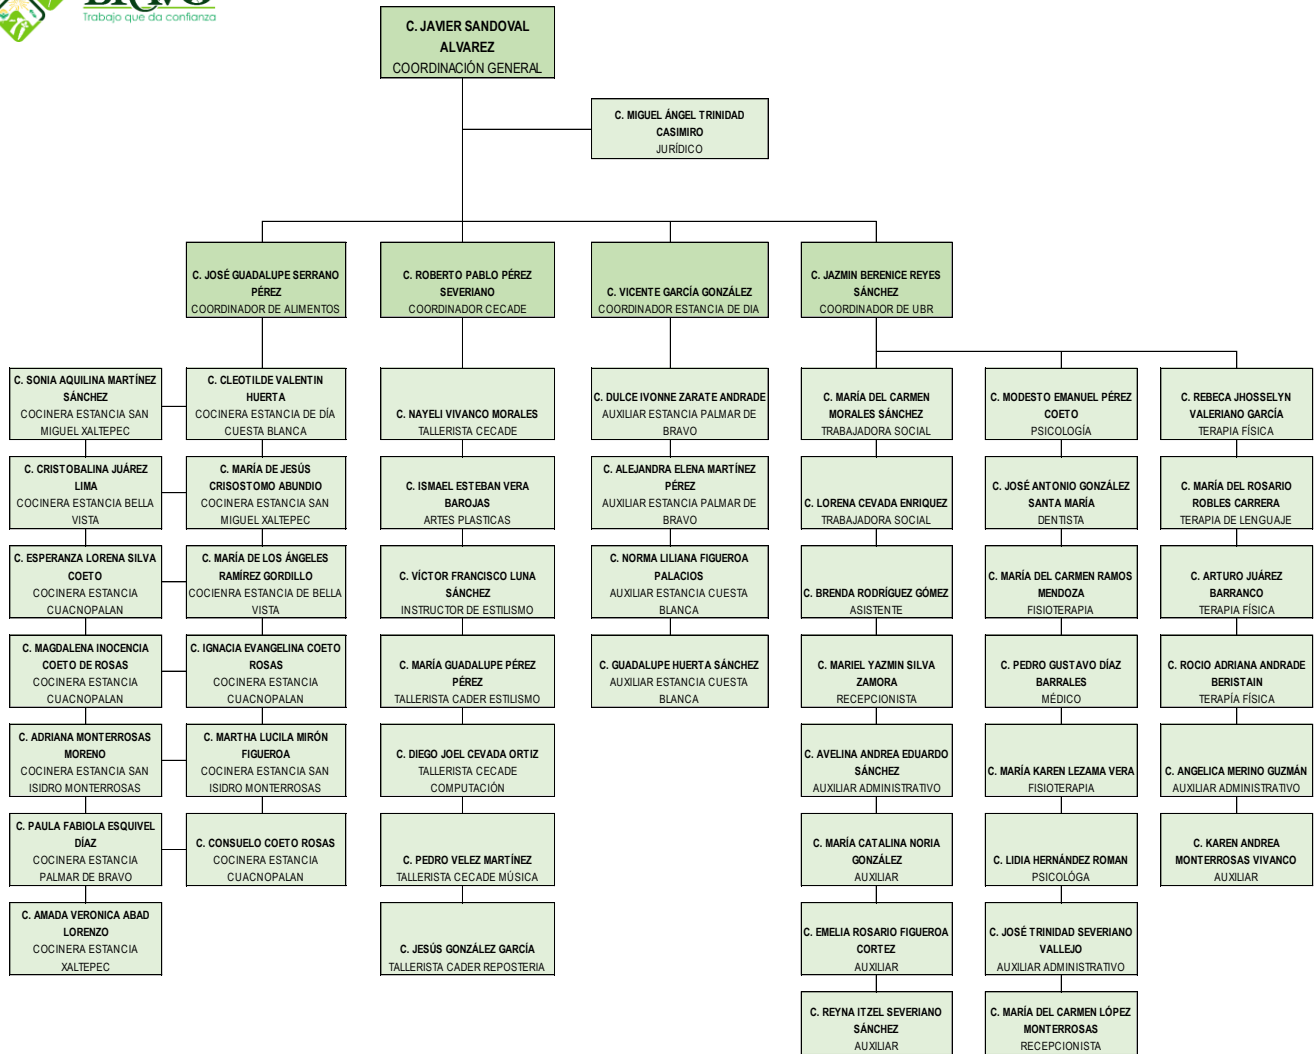 BRAVO
Trabajo que da confianza
C. JAVIER SANDOVAL
ALVAREZ
COORDINACIÓN GENERAL
C. MIGUEL ÁNGEL TRINIDAD
CASIMIRO
JURÍDICO
C. JOSÉ GUADALUPE SERRANO
PÉREZ
COORDINADOR DE ALIMENTOS
C. ROBERTO PABLO PÉREZ
SEVERIANO
COORDINADOR CECADE
C. VICENTE GARCÍA GONZÁLEZ
COORDINADOR ESTANCIA DE DIA
C. JAZMIN BERENICE REYES
SÁNCHEZ
COORDINADOR DE UBR
C. SONIA AQUILINA MARTÍNEZ
SÁNCHEZ
COCINERA ESTANCIA SAN
MIGUEL XALTEPEC
C. CRISTOBALINA JUÁREZ
LIMA
COCINERA ESTANCIA BELLA
VISTA
C. ESPERANZA LORENA SILVA
COETO
COCINERA ESTANCIA
CUACNOPALAN
C. MAGDALENA INOCENCIA
COETO DE ROSAS
COCINERA ESTANCIA
CUACNOPALAN
C. ADRIANA MONTERROSAS
MORENO
COCINERA ESTANCIA SAN
ISIDRO MONTERROSAS
C. PAULA FABIOLA ESQUIVEL
DÍAZ
COCINERA ESTANCIA
PALMAR DE BRAVO
C. AMADA VERONICA ABAD
LORENZO
COCINERA ESTANCIA
XALTEPEC
C. CLEOTILDE VALENTIN
HUERTA
COCINERA ESTANCIA DE DÍA
CUESTA BLANCA
C. MARÍA DE JESÚS
CRISOSTOMO ABUNDIO
COCINERA ESTANCIA SAN
MIGUEL XALTEPEC
C. MARÍA DE LOS ÁNGELES
RAMÍREZ GORDILLO
COCIENRA ESTANCIA DE BELLA
VISTA
C. IGNACIA EVANGELINA COETO
ROSAS
COCINERA ESTANCIA
CUACNOPALAN
C. MARTHA LUCILA MIRÓN
FIGUEROA
COCINERA ESTANCIA SAN
ISIDRO MONTERROSAS
C. CONSUELO COETO ROSAS
COCINERA ESTANCIA
CUACNOPALAN
C. NAYELI VIVANCO MORALES
TALLERISTA CECADE
C. ISMAEL ESTEBAN VERA
BAROJAS
ARTES PLASTICAS
C. VÍCTOR FRANCISCO LUNA
SÁNCHEZ
INSTRUCTOR DE ESTILISMO
C. MARÍA GUADALUPE PÉREZ
PÉREZ
TALLERISTA CADER ESTILISMO
C. DIEGO JOEL CEVADA ORTIZ
TALLERISTA CECADE
COMPUTACIÓN
C. PEDRO VELEZ MARTÍNEZ
TALLERISTA CECADE MÚSICA
C. JESÚS GONZÁLEZ GARCÍA
TALLERISTA CADER REPOSTERIA
C. DULCE IVONNE ZARATE ANDRADE
AUXILIAR ESTANCIA PALMAR DE
BRAVO
C. ALEJANDRA ELENA MARTÍNEZ
PÉREZ
AUXILIAR ESTANCIA PALMAR DE
BRAVO
C. NORMA LILIANA FIGUEROA
PALACIOS
AUXILIAR ESTANCIA CUESTA
BLANCA
C. GUADALUPE HUERTA SÁNCHEZ
AUXILIAR ESTANCIA CUESTA
BLANCA
C. MARÍA DEL CARMEN
MORALES SÁNCHEZ
TRABAJADORA SOCIAL
C. LORENA CEVADA ENRIQUEZ
TRABAJADORA SOCIAL
C. BRENDA RODRÍGUEZ GÓMEZ
ASISTENTE
C. MARIEL YAZMIN SILVA
ZAMORA
RECEPCIONISTA
C. AVELINA ANDREA EDUARDO
SÁNCHEZ
AUXILIAR ADMINISTRATIVO
C. MARÍA CATALINA NORIA
GONZÁLEZ
AUXILIAR
C. EMELIA ROSARIO FIGUEROA
CORTEZ
AUXILIAR
C. REYNA ITZEL SEVERIANO
SÁNCHEZ
AUXILIAR
C. MODESTO EMANUEL PÉREZ
COETO
PSICOLOGÍA
C. JOSÉ ANTONIO GONZÁLEZ
SANTA MARÍA
DENTISTA
C. MARÍA DEL CARMEN RAMOS
MENDOZA
FISIOTERAPIA
C. PEDRO GUSTAVO DÍAZ
BARRALES
MÉDICO
C. MARÍA KAREN LEZAMA VERA
FISIOTERAPIA
C. LIDIA HERNÁNDEZ ROMAN
PSICOLÓGA
C. JOSÉ TRINIDAD SEVERIANO
VALLEJO
AUXILIAR ADMINISTRATIVO
C. MARÍA DEL CARMEN LÓPEZ
MONTERROSAS
RECEPCIONISTA
C. REBECA JHOSSELYN
VALERIANO GARCÍA
TERAPIA FÍSICA
C. MARÍA DEL ROSARIO
ROBLES CARRERA
TERAPIA DE LENGUAJE
C. ARTURO JUÁREZ
BARRANCO
TERAPIA FÍSICA
C. ROCIO ADRIANA ANDRADE
BERISTAIN
TERAPÍA FÍSICA
C. ANGELICA MERINO GUZMÁN
AUXILIAR ADMINISTRATIVO
C. KAREN ANDREA
MONTERROSAS VIVANCO
AUXILIAR